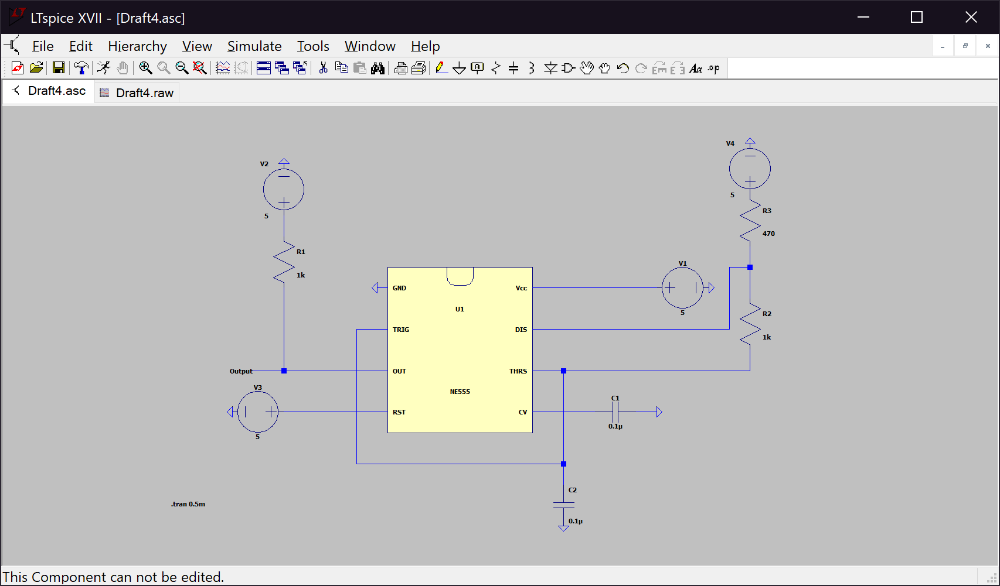 LTspice XVII - [Draft4.asc]
File Edit Hierarchy View Simulate Tools Window Help
Draft4.asc Draft4.raw
V4
V2
5
5
R3
470
R1
1k
V1
5
GND Vcc
U1
R2
1k
TRIG DIS
Output OUT THRS
V3
5
NE555
RST CV
C1
0.1µ
C2
0.1µ
.tran 0.5m
This Component can not be edited.